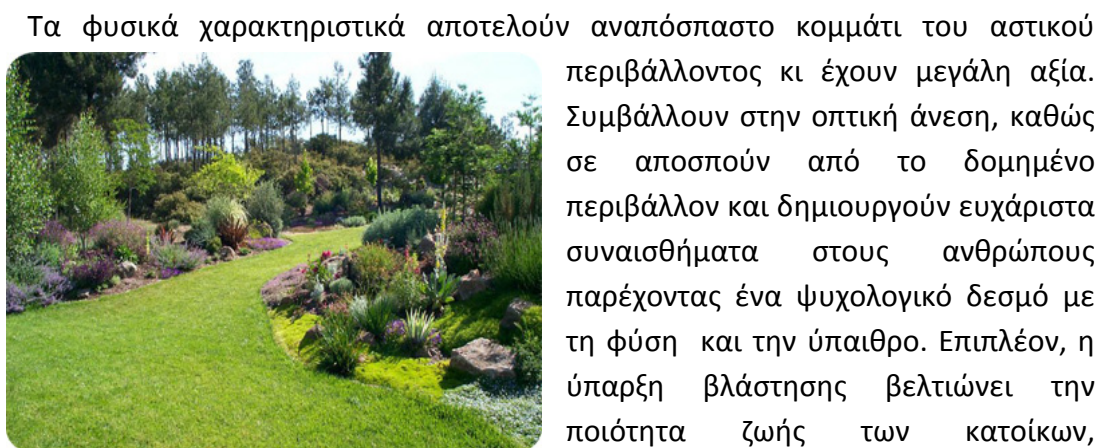 Τα φυσικά χαρακτηριστικά αποτελούν αναπόσπαστο κομμάτι του αστικού
περιβάλλοντος κι έχουν μεγάλη αξία.
Συμβάλλουν στην οπτική άνεση, καθώς
σε αποσπούν από το δομημένο
περιβάλλον και δημιουργούν ευχάριστα
συναισθήματα στους ανθρώπους
παρέχοντας ένα ψυχολογικό δεσμό με
τη φύση και την ύπαιθρο. Επιπλέον, η
ύπαρξη βλάστησης βελτιώνει την
ποιότητα ζωής των κατοίκων,